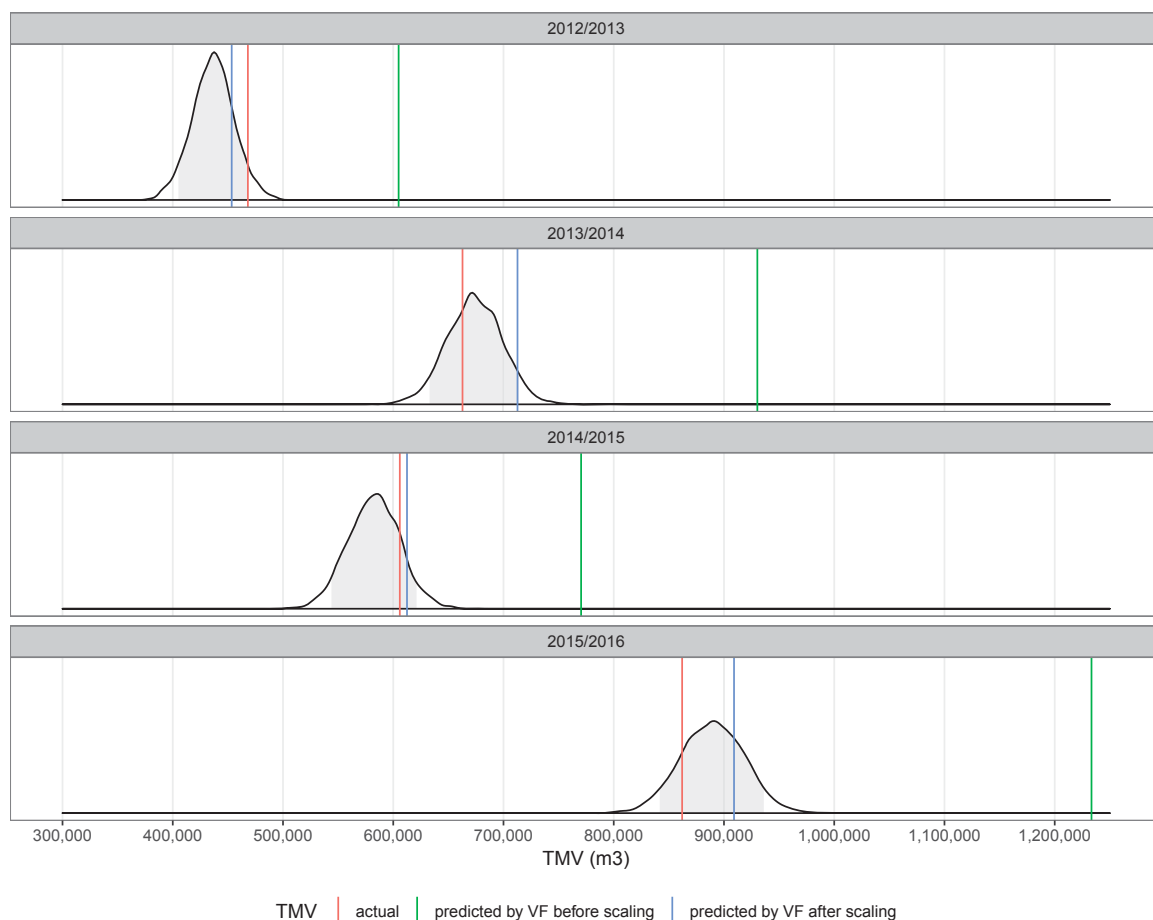 2012/2013
2013/2014
2014/2015
2015/2016
300,000 400,000 500,000 600,000 700,000 800,000 900,000 1,000,000 1,100,000 1,200,000
TMV (m3)
TMV actual predicted by VF before scaling predicted by VF after scaling